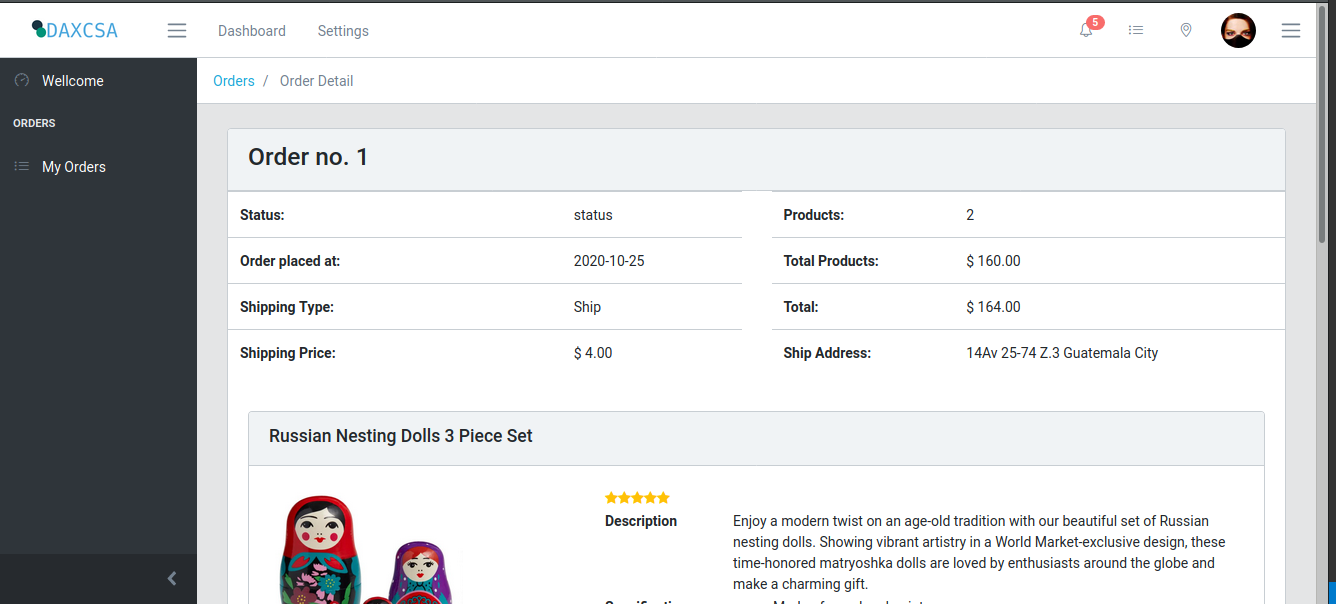 DAXCSA
Dashboard
Settings
5
Wellcome
ORDERS
My Orders
Orders / Order Detail
Order no. 1
Status: status
Products: 2
Order placed at: 2020-10-25
Total Products: $ 160.00
Shipping Type: Ship
Total: $ 164.00
Shipping Price: $ 4.00
Ship Address: 14Av 25-74 Z.3 Guatemala City
Russian Nesting Dolls 3 Piece Set
Description
Enjoy a modern twist on an age-old tradition with our beautiful set of Russian
nesting dolls. Showing vibrant artistry in a World Market-exclusive design, these
time-honored matryoshka dolls are loved by enthusiasts around the globe and
make a charming gift.